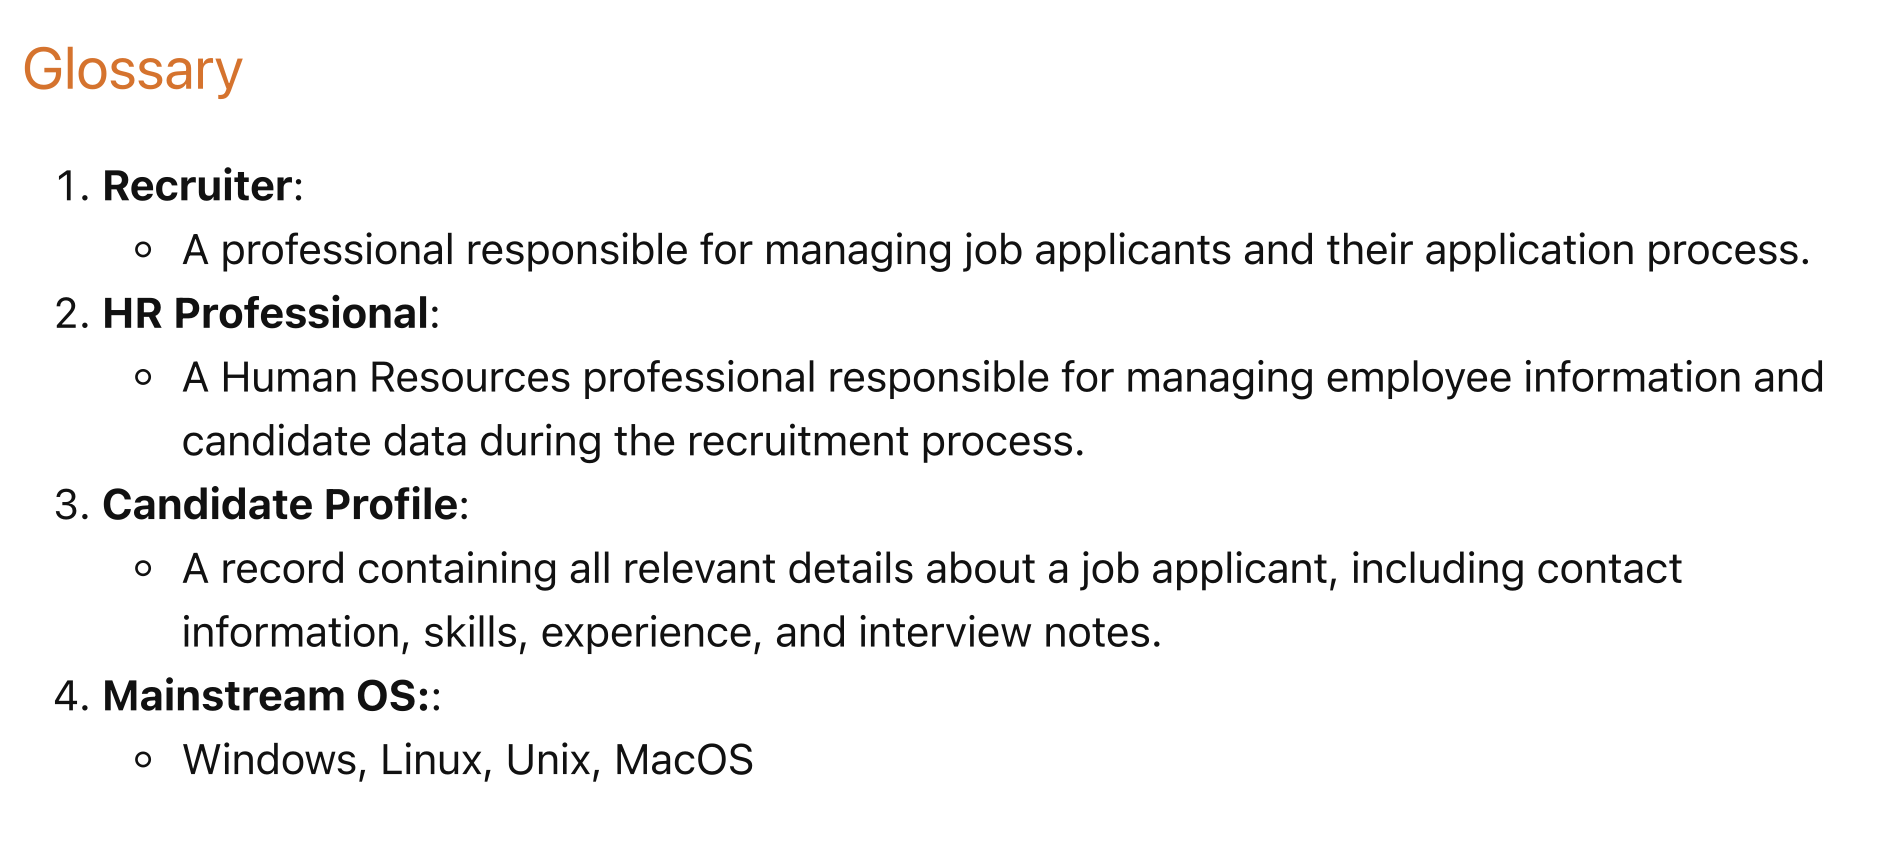 Glossary
1. Recruiter:
◦ A professional responsible for managing job applicants and their application process.
2. HR Professional:
◦ A Human Resources professional responsible for managing employee information and
candidate data during the recruitment process.
3. Candidate Profile:
◦ A record containing all relevant details about a job applicant, including contact
information, skills, experience, and interview notes.
4. Mainstream OS::
◦ Windows, Linux, Unix, MacOS